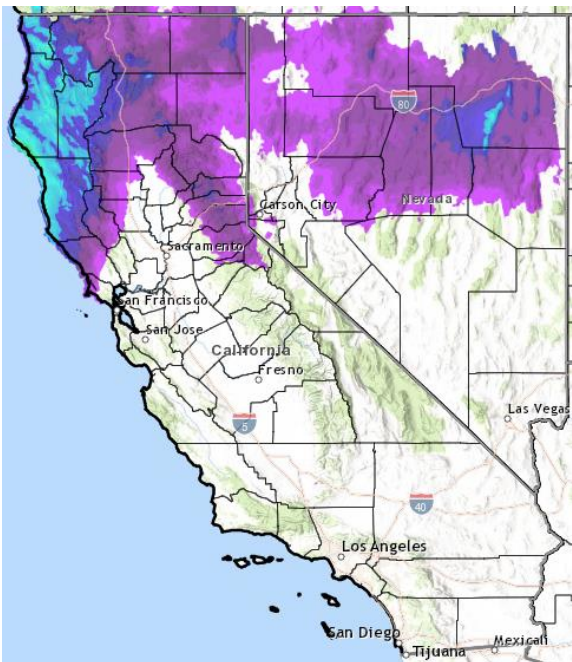 80
Nevada
Carson City
Sacramento
San Francisco
San Jose
California
Fresno
Las Vegas
5
40
Los Angeles
San Diego
Tijuana
Mexicali